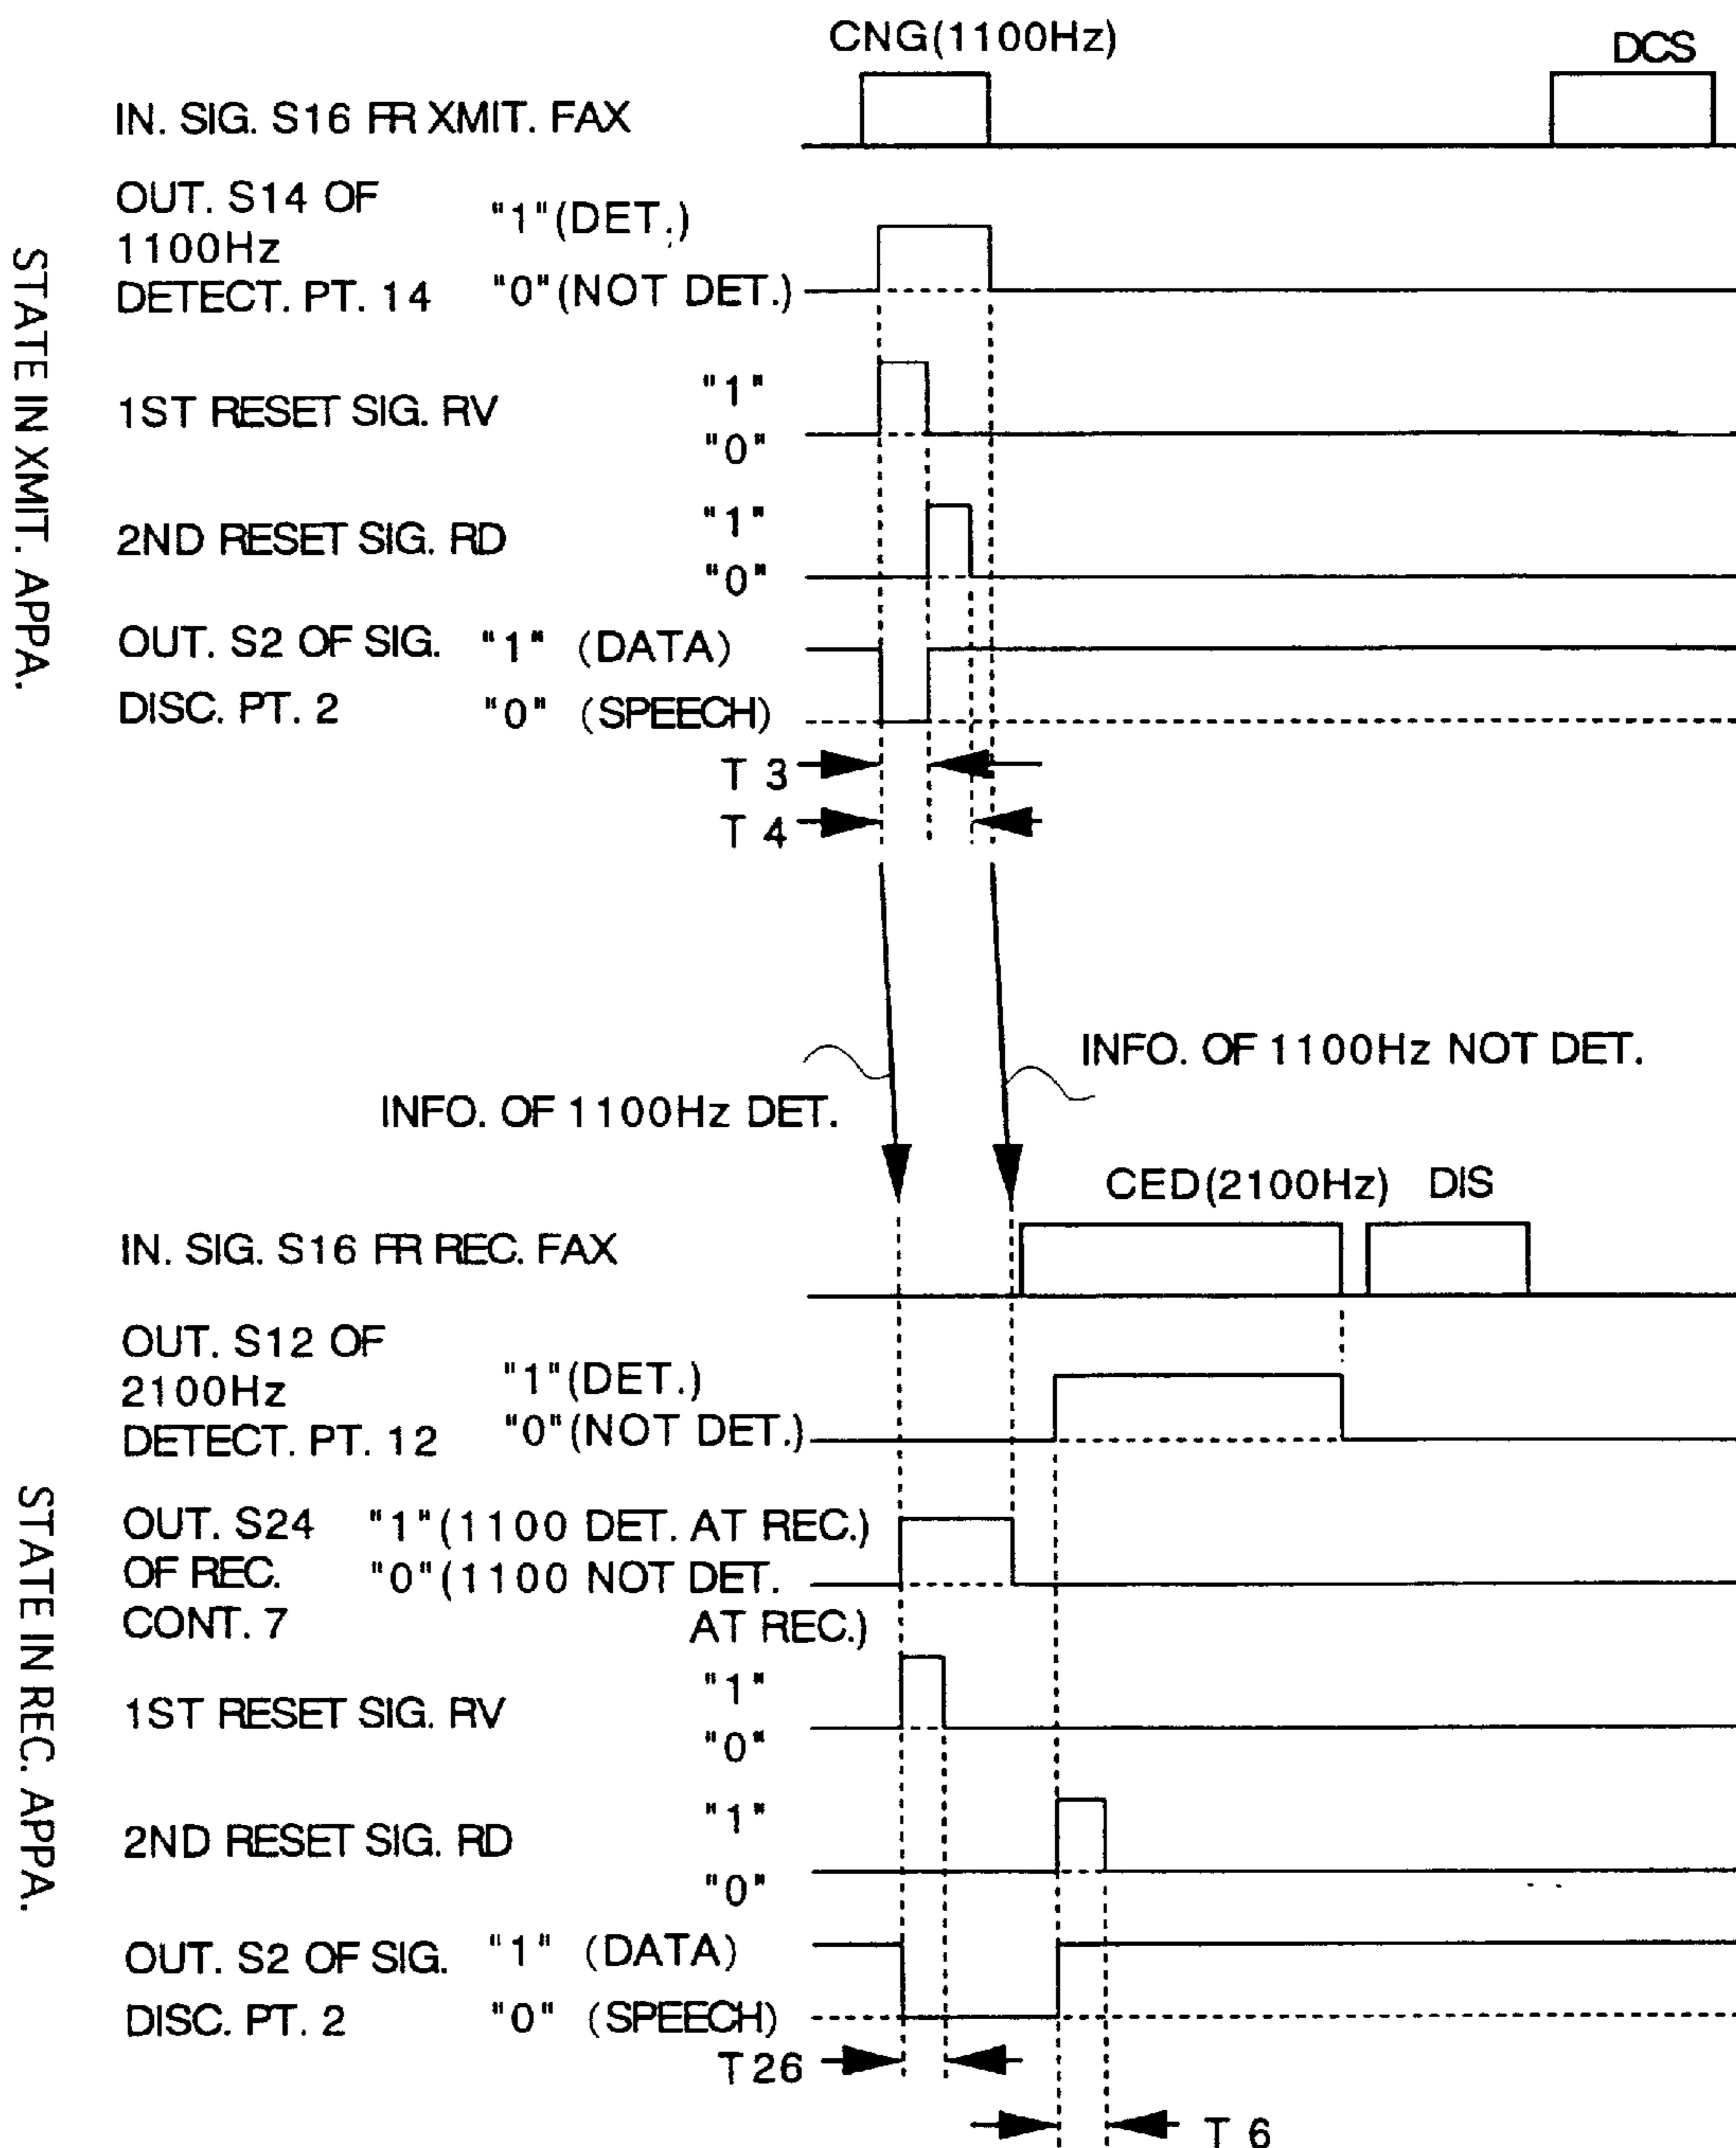 CNG(1100Hz)
DCS
IN. SIG. S16 FR XMIT. FAX
OUT. S14 OF
1100Hz
DETECT. PT. 14
"1"(DET.)
"0"(NOT DET.)
STATE IN XMIT. APPA.
1ST RESET SIG. RV
"1"
"0"
2ND RESET SIG. RD
"1"
"0"
OUT. S2 OF SIG.
DISC. PT. 2
"1" (DATA)
"0" (SPEECH)
T 3
T 4
INFO. OF 1100Hz NOT DET.
INFO. OF 1100Hz DET.
CED(2100Hz)
DIS
IN. SIG. S16 FR REC. FAX
OUT. S12 OF
2100Hz
DETECT. PT. 12
"1"(DET.)
"0"(NOT DET.)
STATE IN REC. APPA.
OUT. S24
OF REC.
CONT. 7
"1"(1100 DET. AT REC.)
"0"(1100 NOT DET.
AT REC.)
1ST RESET SIG. RV
"1"
"0"
2ND RESET SIG. RD
"1"
"0"
OUT. S2 OF SIG.
DISC. PT. 2
"1" (DATA)
"0" (SPEECH)
T26
T 6